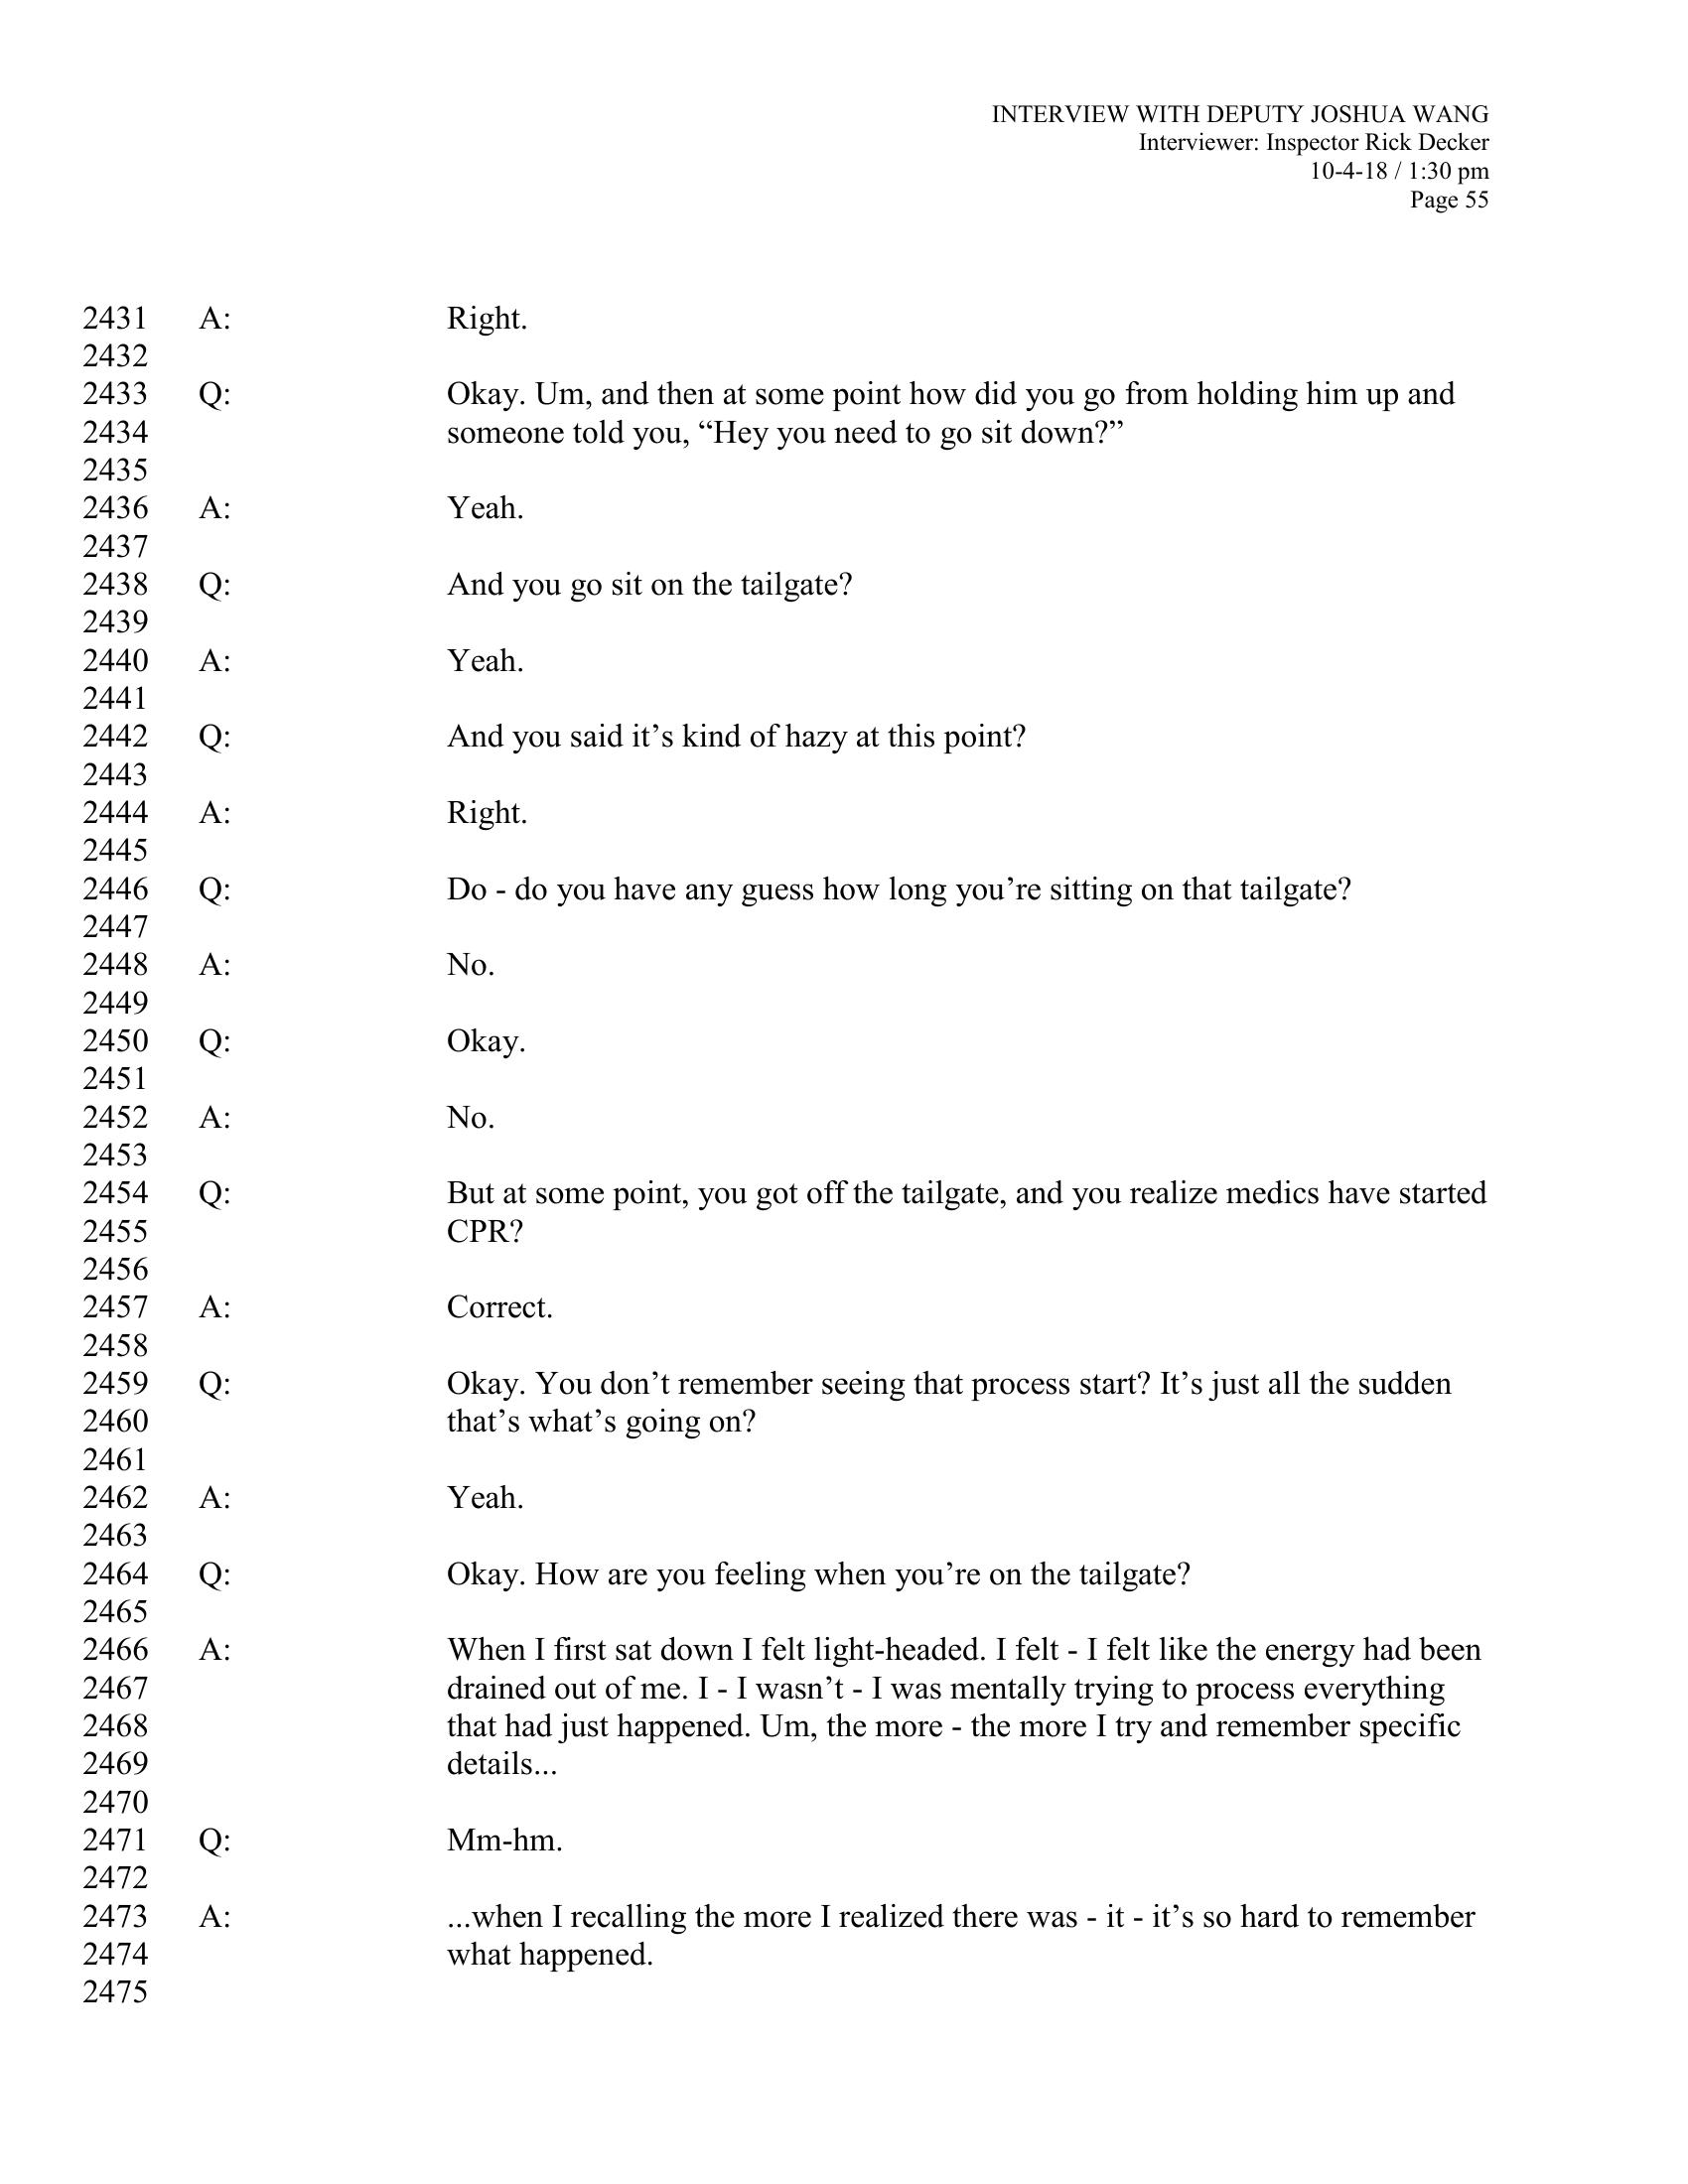 INTERVIEW WITH DEPUTY JOSHUA WANG
Interviewer: Inspector Rick Decker
10-4-18 / 1:30 pm
Page 55
2431 A: Right.
2432
2433 Q: Okay. Um, and then at some point how did you go from holding him up and
2434 someone told you, “Hey you need to go sit down?”
2435
2436 A: Yeah.
2437
2438 Q: And you go sit on the tailgate?
2439
2440 A: Yeah.
2441
2442 Q: And you said it’s kind of hazy at this point?
2443
2444 A: Right.
2445
2446 Q: Do - do you have any guess how long you’re sitting on that tailgate?
2447
2448 A: No.
2449
2450 Q: Okay.
2451
2452 A: No.
2453
2454 Q: But at some point, you got off the tailgate, and you realize medics have started
2455 CPR?
2456
2457 A: Correct.
2458
2459 Q: Okay. You don’t remember seeing that process start? It’s just all the sudden
2460 that’s what’s going on?
2461
2462 A: Yeah.
2463
2464 Q: Okay. How are you feeling when you’re on the tailgate?
2465
2466 A: When I first sat down I felt light-headed. I felt - I felt like the energy had been
2467 drained out of me. I - I wasn’t - I was mentally trying to process everything
2468 that had just happened. Um, the more - the more I try and remember specific
2469 details...
2470
2471 Q: Mm-hm.
2472
2473 A: ...when I recalling the more I realized there was - it - it’s so hard to remember
2474 what happened.
2475